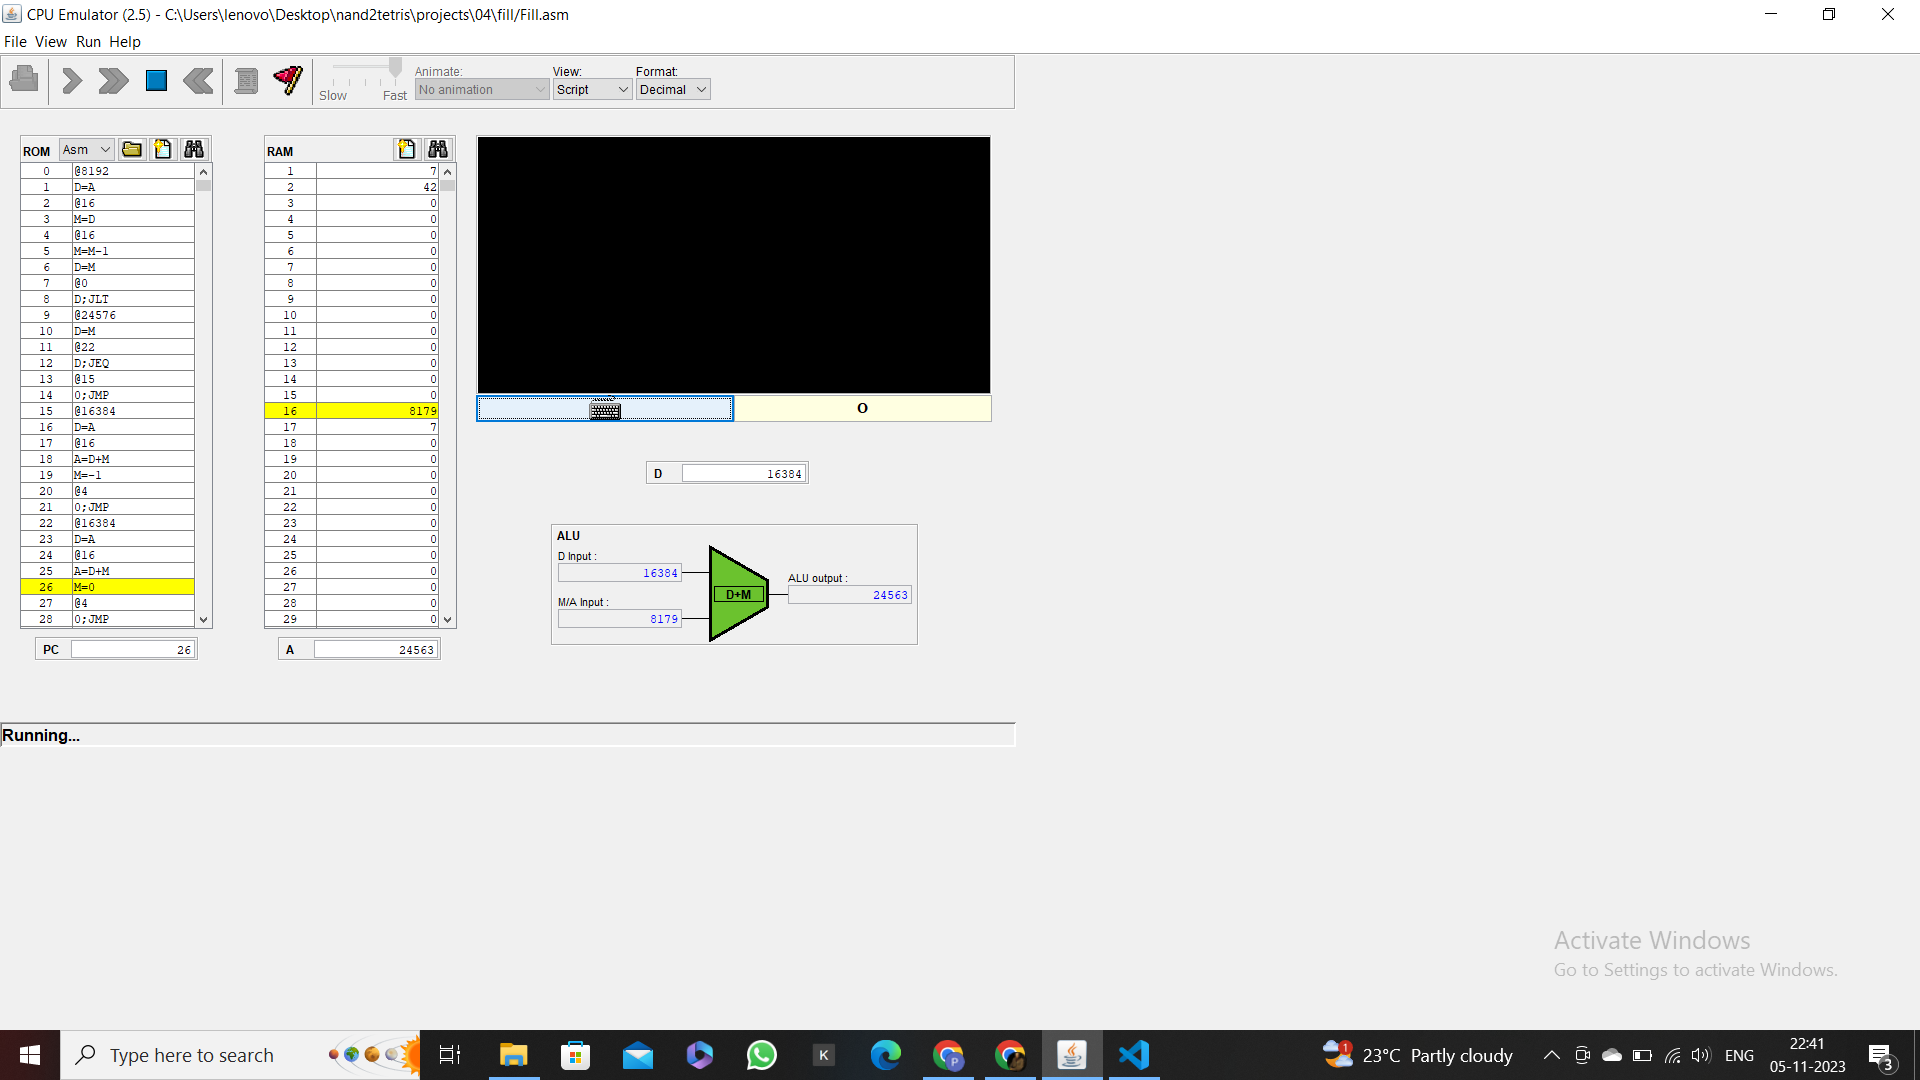 CPU Emulator (2.5) - C:\Users\lenovo\Desktop\nand2tetris\projects\04\fill/Fill.asm
File View Run Help
Slow Fast
Animate:
No animation
View:
Script
Format:
Decimal
ROM Asm
0 @8192
1 D=A
2 @16
3 M=D
4 @16
5 M=M-1
6 D=M
7 @0
8 D;JLT
9 @24576
10 D=M
11 @22
12 D;JEQ
13 @15
14 0;JMP
15 @16384
16 D=A
17 @16
18 A=D+M
19 M=-1
20 @4
21 0;JMP
22 @16384
23 D=A
24 @16
25 A=D+M
26 M=0
27 @4
28 0;JMP
PC 26
RAM
1 7
2 42
3 0
4 0
5 0
6 0
7 0
8 0
9 0
10 0
11 0
12 0
13 0
14 0
15 0
16 8179
17 7
18 0
19 0
20 0
21 0
22 0
23 0
24 0
25 0
26 0
27 0
28 0
29 0
A 24563
O
D 16384
ALU
D Input :
16384
M/A Input :
8179
D+M
ALU output :
24563
Running...
Activate Windows
Go to Settings to activate Windows.
Type here to search
K
P
1
23°C Partly cloudy
ENG
22:41
05-11-2023
3